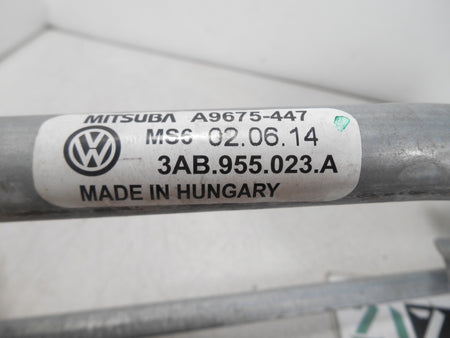 MITSUBA A9675-447
MS6 02.06.14
3AB.955.023.A
MADE IN HUNGARY